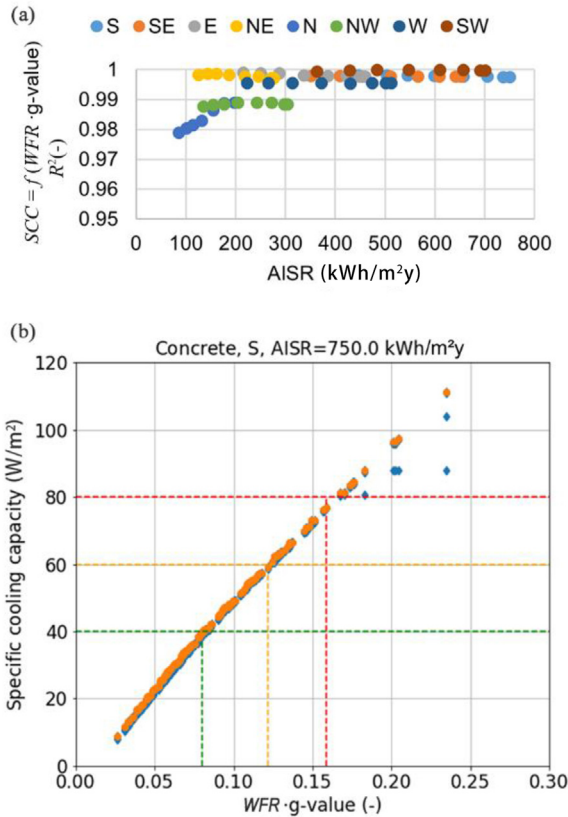 (a)
S SE E NE N NW W SW
SCC = f (WFR ·g-value)
R²(-)
1
0.99
0.98
0.97
0.96
0.95
0 100 200 300 400 500 600 700 800
AISR (kWh/m²y)
(b)
Concrete, S, AISR=750.0 kWh/m²y
Specific cooling capacity (W/m²)
120
100
80
60
40
20
0
0.00 0.05 0.10 0.15 0.20 0.25 0.30
WFR·g-value (-)